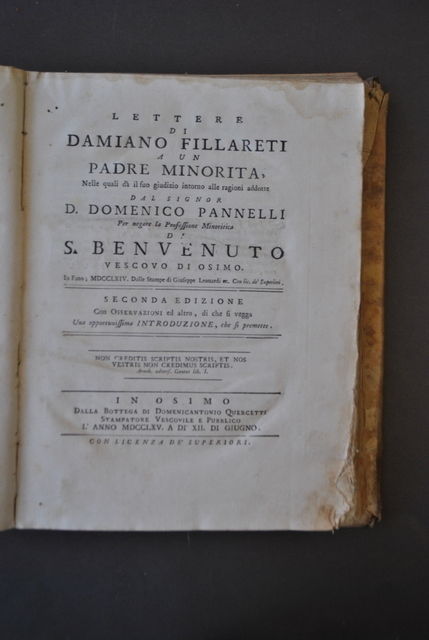 LETTERE
DI
DAMIANO FILLARETI
A UN
PADRE MINORITA,
Nelle quali dà il suo giudizio intorno alle ragioni addotte
DAL SIGNOR
D. DOMENICO PANNELLI
Per negare la Professione Minoritica
DI
S. BENVENUTO
VESCOVO DI OSIMO.
In Fano; MDCCLXIV. Dalle Stampe di Giuseppe Leonardi ec. Con lic. de' Superiori.
SECONDA EDIZIONE
Con OSSERVAZIONI ed altro, di che si vegga
Una opportunissima INTRODUZIONE, che si premette.
NON CREDITIS SCRIPTIS NOSTRIS, ET NOS
VESTRIS NON CREDIMUS SCRIPTIS.
Arnob. adversf. Gentes lib. I.
IN OSIMO
DALLA BOTTEGA DI DOMENICANTONIO QUERCETTI
STAMPATORE VESCOVILE E PUBBLICO
L' ANNO MDCCLXV. A DI' XII. DI GIUGNO.
CON LICENZA DE' SUPERIORI.